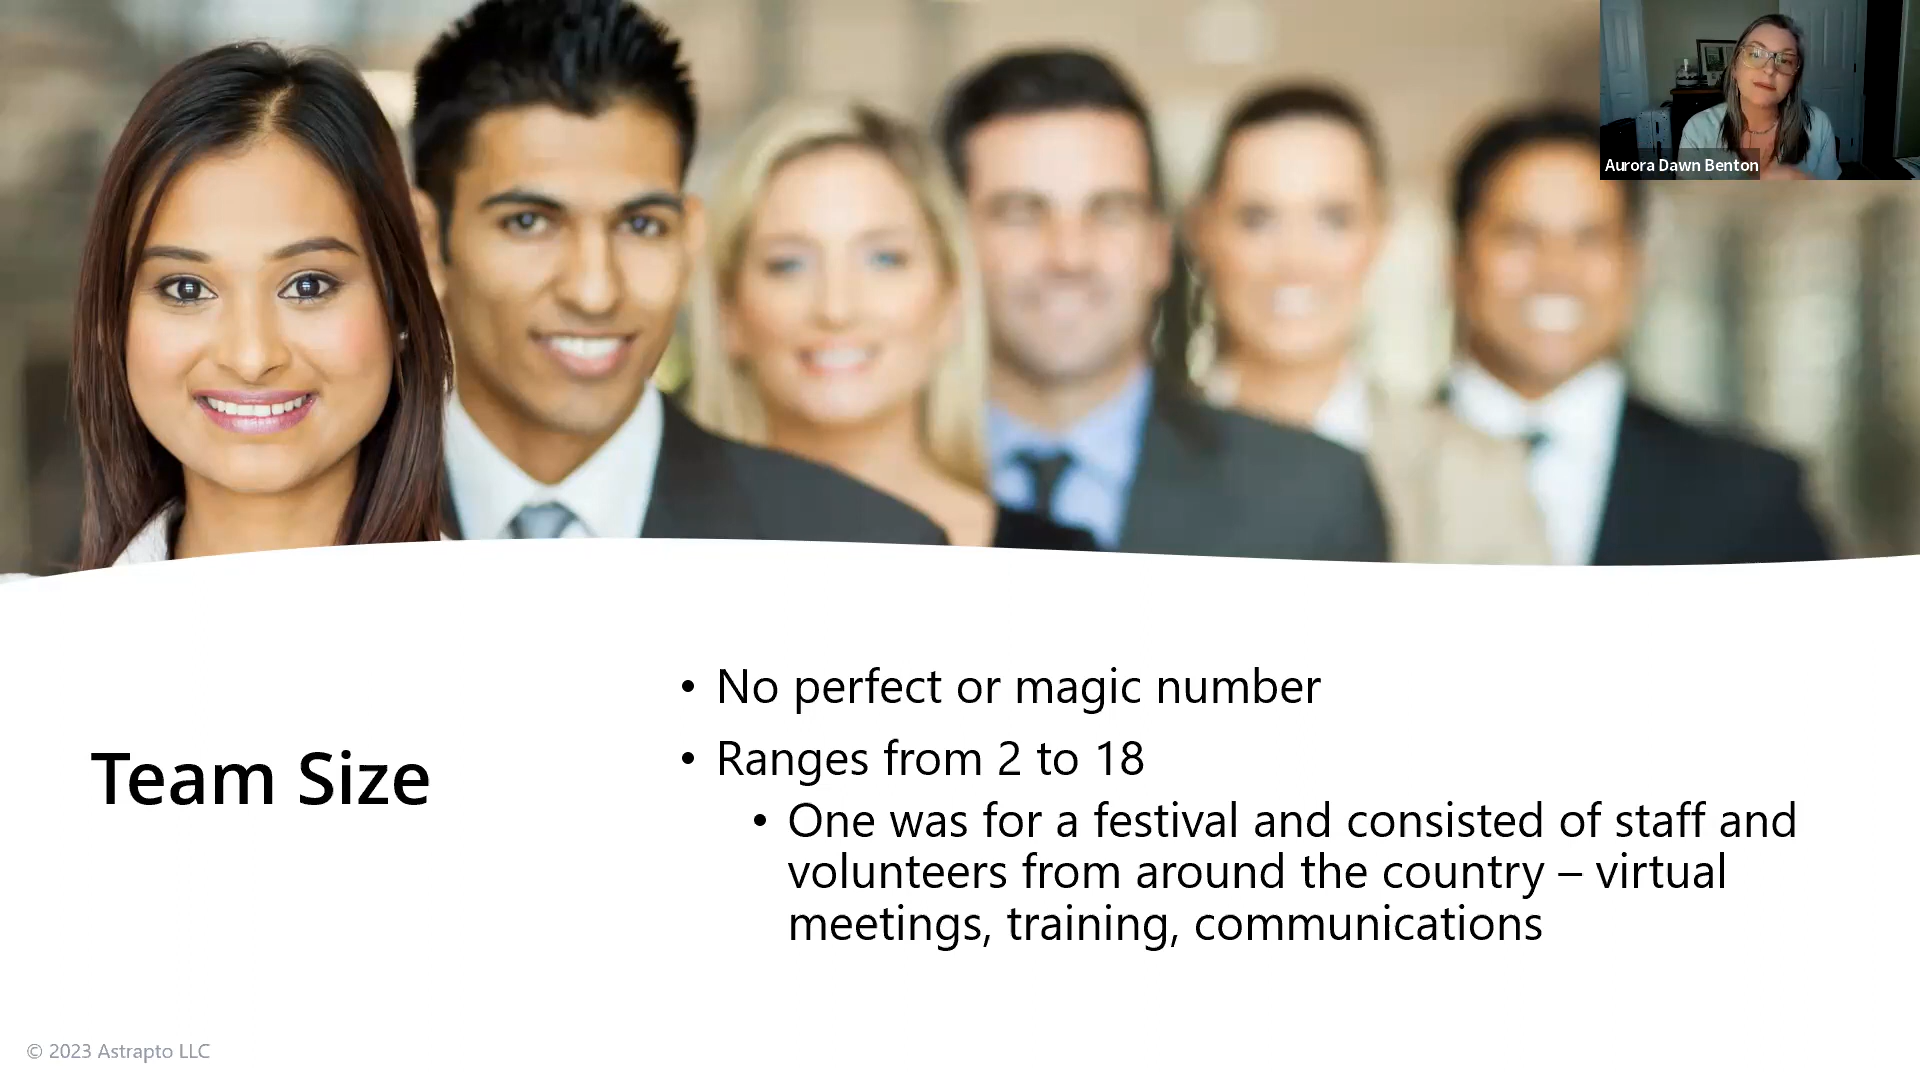 Aurora Dawn Benton
Team Size
• No perfect or magic number
• Ranges from 2 to 18
• One was for a festival and consisted of staff and
volunteers from around the country – virtual
meetings, training, communications
© 2023 Astrapto LLC